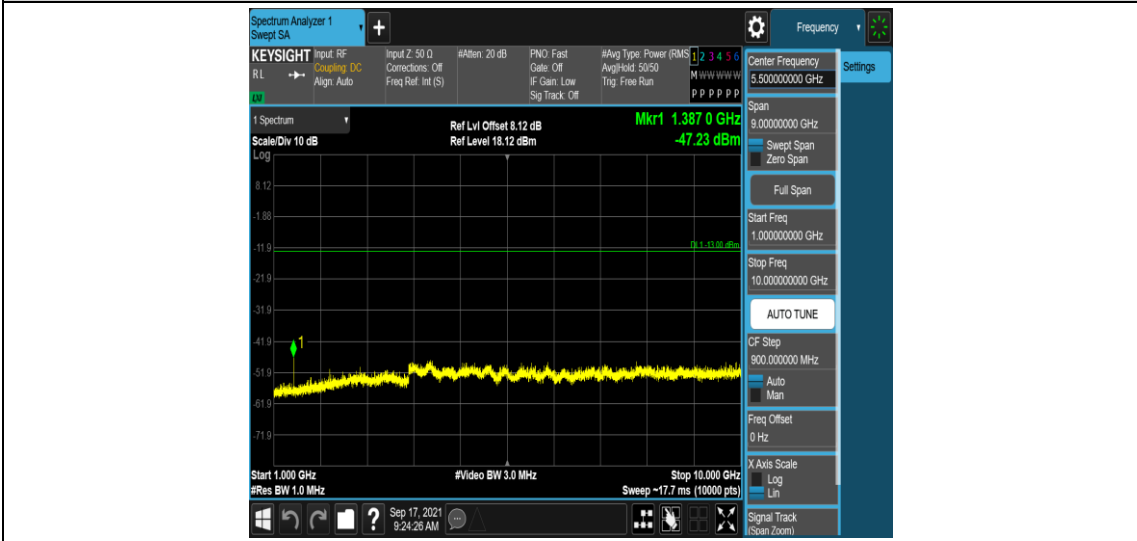 Spectrum Analyzer 1
Swept SA
+
Frequency
KEYSIGHT
Input: RF
Coupling: DC
Align: Auto
Input Z: 50 Ω
Corrections: Off
Freq Ref: Int (S)
#Atten: 20 dB
PNO: Fast
Gate: Off
IF Gain: Low
Sig Track: Off
#Avg Type: Power (RMS
Avg|Hold: 50/50
Trig: Free Run
1 2 3 4 5 6
M W W W W W
P P P P P P
RL
LW
1 Spectrum
Scale/Div 10 dB
Log
Ref Lvl Offset 8.12 dB
Ref Level 18.12 dBm
Mkr1 1.387 0 GHz
-47.23 dBm
8.12
-1.88
-11.9
DL1 -13.00 dBm
-21.9
-31.9
-41.9
1
-51.9
-61.9
-71.9
Start 1.000 GHz
#Res BW 1.0 MHz
#Video BW 3.0 MHz
Stop 10.000 GHz
Sweep ~17.7 ms (10000 pts)
?
Sep 17, 2021
9:24:26 AM
Center Frequency
5.500000000 GHz
Settings
Span
9.00000000 GHz
Swept Span
Zero Span
Full Span
Start Freq
1.000000000 GHz
Stop Freq
10.000000000 GHz
AUTO TUNE
CF Step
900.000000 MHz
Auto
Man
Freq Offset
0 Hz
X Axis Scale
Log
Lin
Signal Track
(Span Zoom)